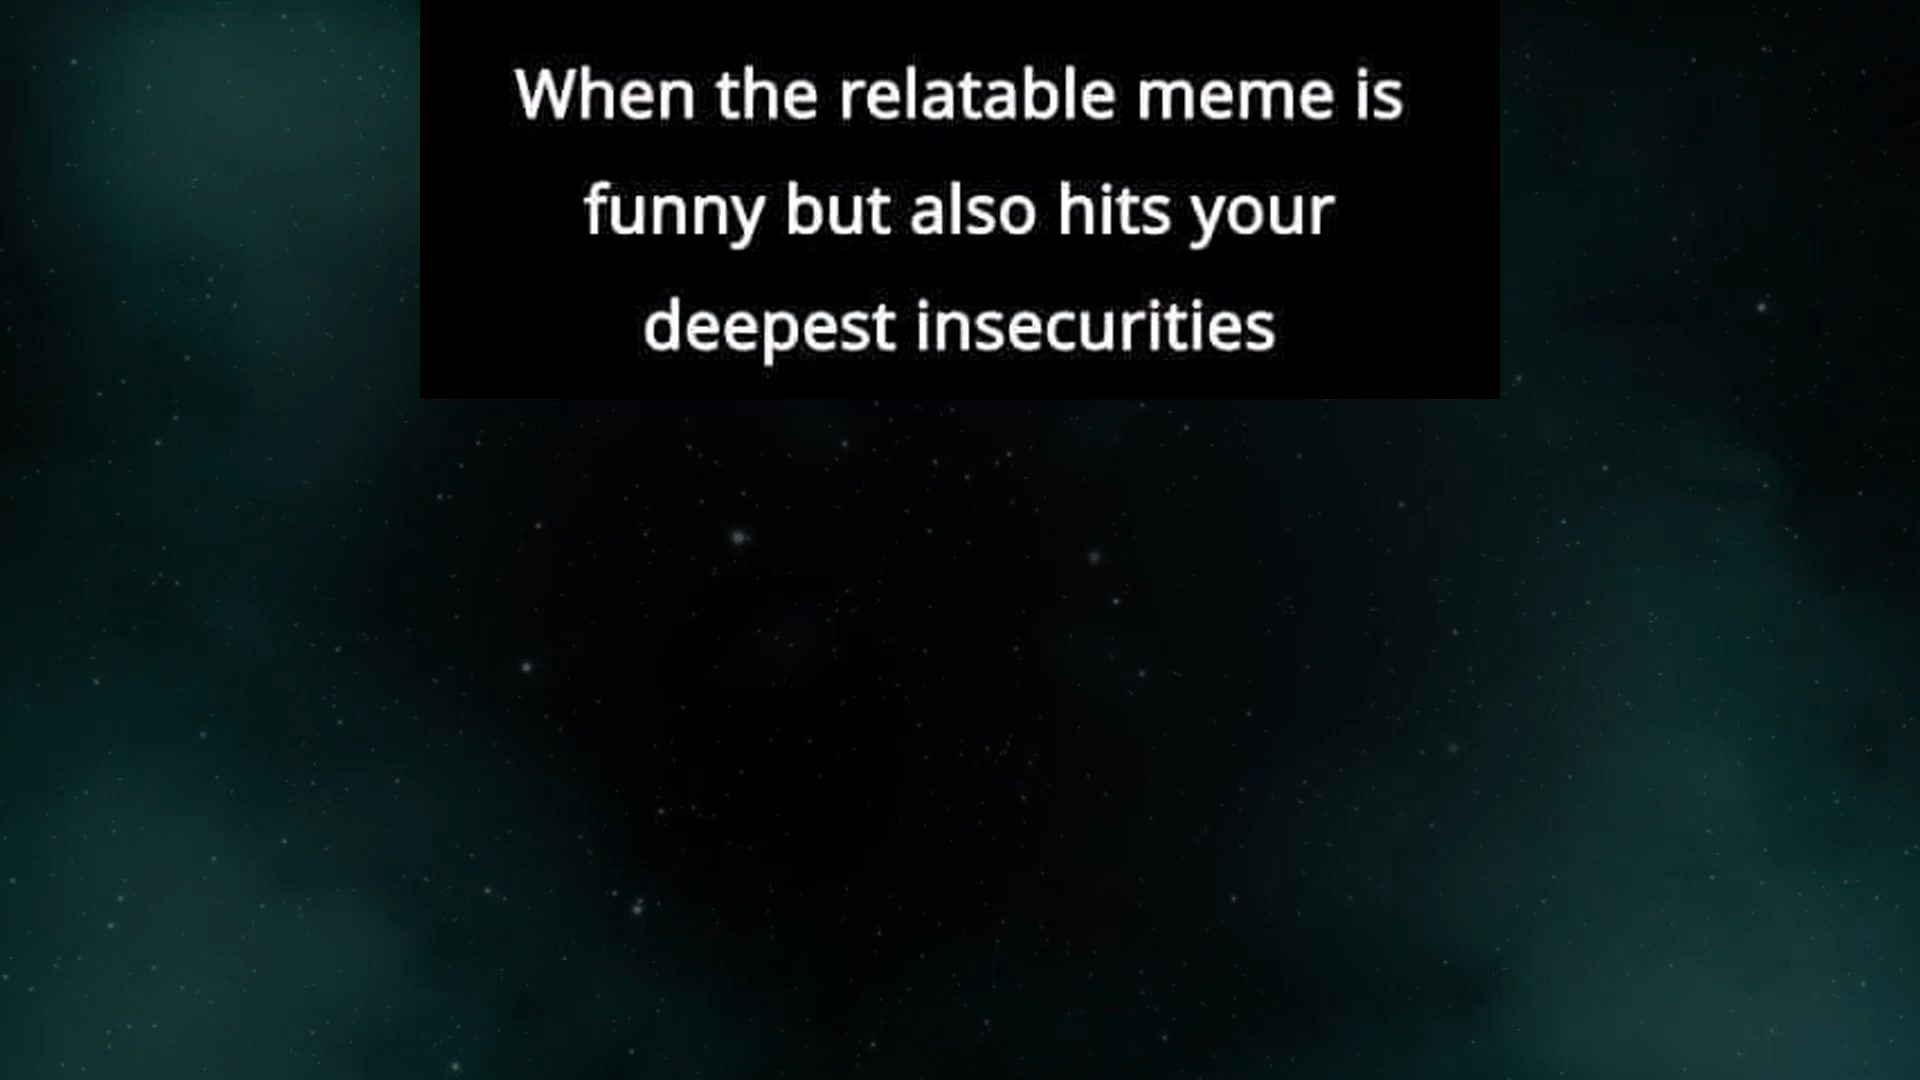 When the relatable meme is
funny but also hits your
deepest insecurities